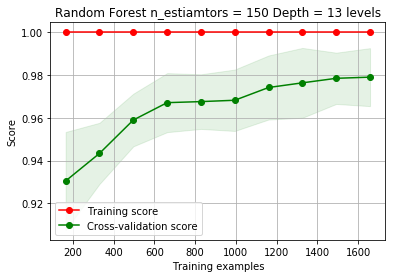 Random Forest n_estiamtors = 150 Depth = 13 levels
1.00
0.98
0.96
0.94
0.92
Score
Training score
Cross-validation score
200 400 600 800 1000 1200 1400 1600
Training examples